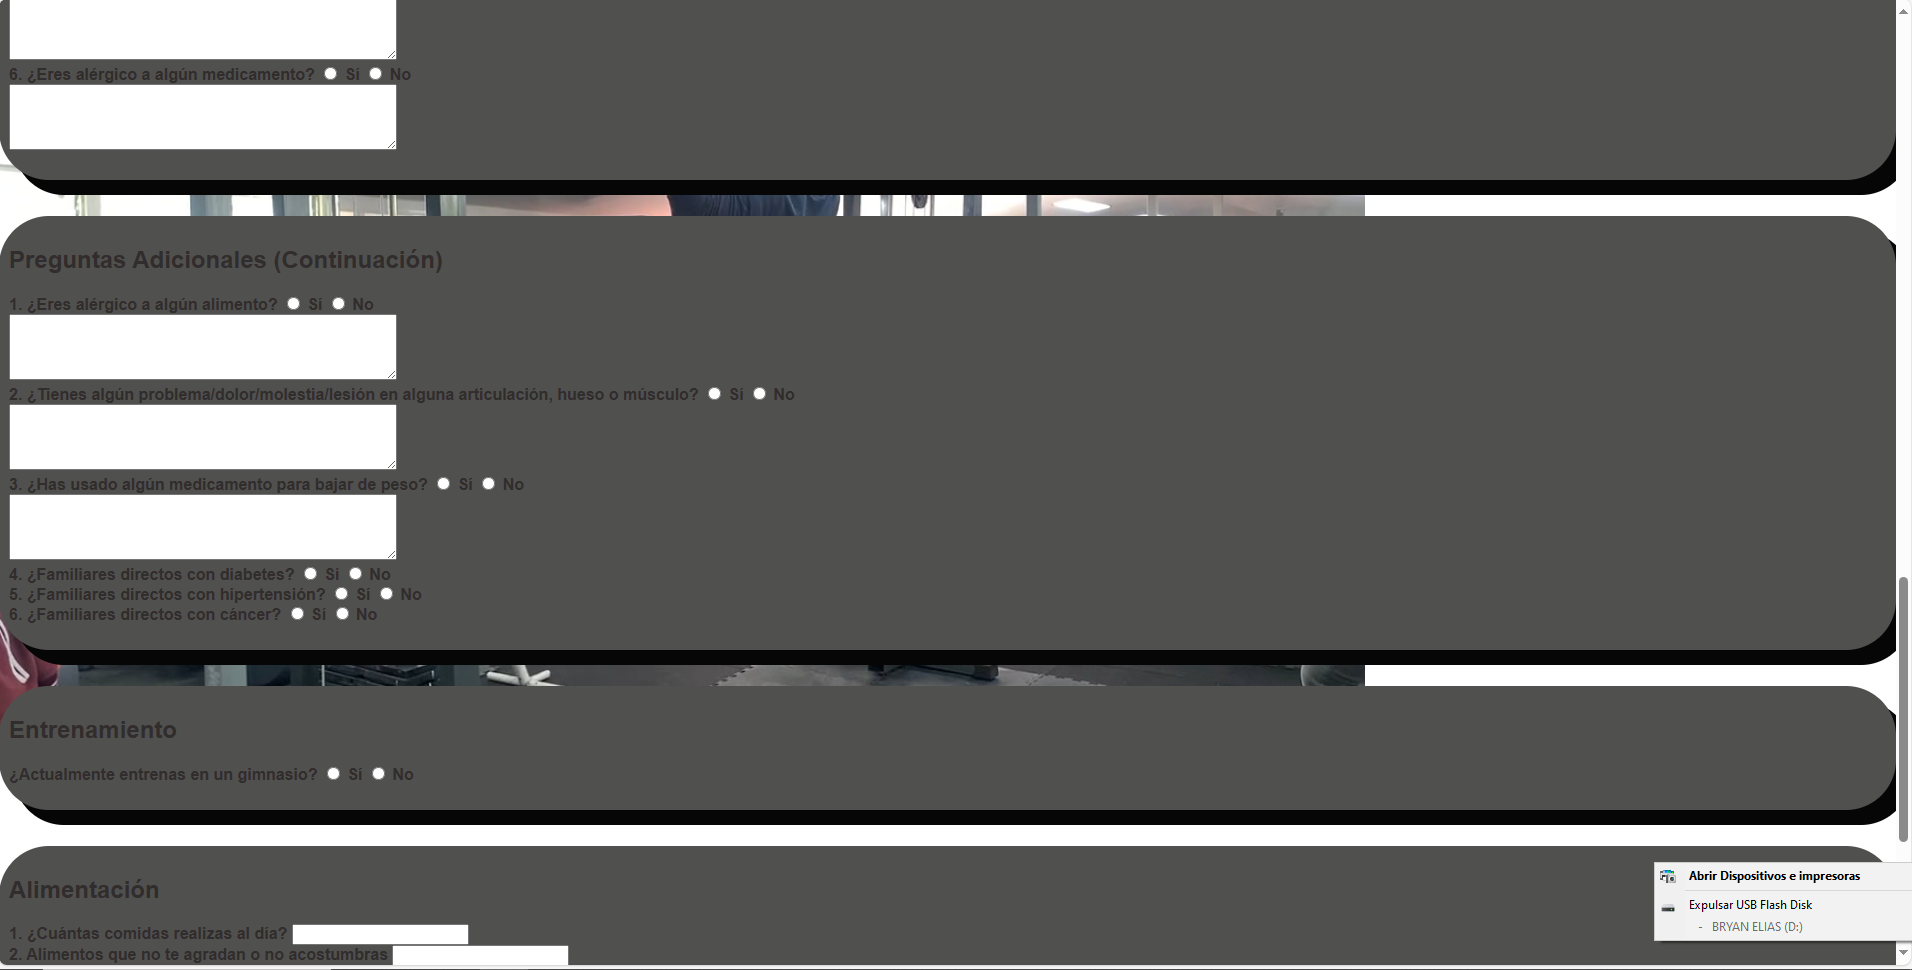 6. ¿Eres alérgico a algún medicamento? Sí No
Preguntas Adicionales (Continuación)
1. ¿Eres alérgico a algún alimento? Sí No
2. ¿Tienes algún problema/dolor/molestia/lesión en alguna articulación, hueso o músculo? Sí No
3. ¿Has usado algún medicamento para bajar de peso? Sí No
4. ¿Familiares directos con diabetes? Sí No
5. ¿Familiares directos con hipertensión? Sí No
6. ¿Familiares directos con cáncer? Sí No
Entrenamiento
¿Actualmente entrenas en un gimnasio? Sí No
Alimentación
1. ¿Cuántas comidas realizas al día?
2. Alimentos que no te agradan o no acostumbras
Abrir Dispositivos e impresoras
Expulsar USB Flash Disk
- BRYAN ELIAS (D:)